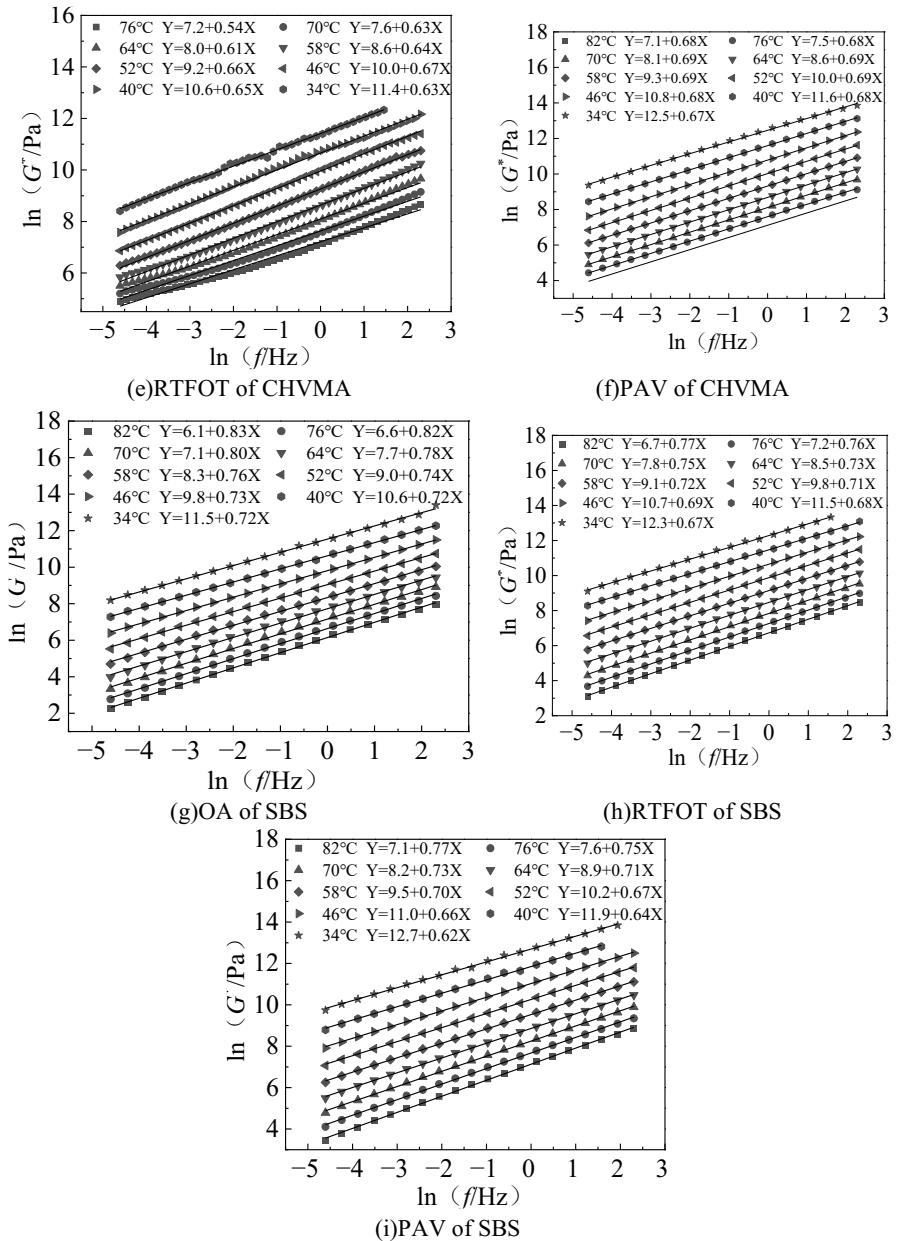 16
76℃ Y=7.2+0.54X
70℃ Y=7.6+0.63X
64℃ Y=8.0+0.61X
58℃ Y=8.6+0.64X
14
52℃ Y=9.2+0.66X
46℃ Y=10.0+0.67X
40℃ Y=10.6+0.65X
34℃ Y=11.4+0.63X
12
10
8
6
ln（G*/Pa）
−5 −4 −3 −2 −1 0 1 2 3
ln（f/Hz）
(e)RTFOT of CHVMA
18
82℃ Y=7.1+0.68X
76℃ Y=7.5+0.68X
70℃ Y=8.1+0.69X
64℃ Y=8.6+0.69X
16
58℃ Y=9.3+0.69X
52℃ Y=10.0+0.69X
46℃ Y=10.8+0.68X
40℃ Y=11.6+0.68X
14
34℃ Y=12.5+0.67X
12
10
8
6
4
ln（G*/Pa）
−5 −4 −3 −2 −1 0 1 2 3
ln（f/Hz）
(f)PAV of CHVMA
18
82℃ Y=6.1+0.83X
76℃ Y=6.6+0.82X
16
70℃ Y=7.1+0.80X
64℃ Y=7.7+0.78X
58℃ Y=8.3+0.76X
52℃ Y=9.0+0.74X
14
46℃ Y=9.8+0.73X
40℃ Y=10.6+0.72X
34℃ Y=11.5+0.72X
12
10
8
6
4
2
ln（G /Pa）
−5 −4 −3 −2 −1 0 1 2 3
ln（f/Hz）
(g)OA of SBS
18
82℃ Y=6.7+0.77X
76℃ Y=7.2+0.76X
16
70℃ Y=7.8+0.75X
64℃ Y=8.5+0.73X
58℃ Y=9.1+0.72X
52℃ Y=9.8+0.71X
14
46℃ Y=10.7+0.69X
40℃ Y=11.5+0.68X
34℃ Y=12.3+0.67X
12
10
8
6
4
2
ln（G*/Pa）
−5 −4 −3 −2 −1 0 1 2 3
ln（f/Hz）
(h)RTFOT of SBS
18
82℃ Y=7.1+0.77X
76℃ Y=7.6+0.75X
70℃ Y=8.2+0.73X
64℃ Y=8.9+0.71X
16
58℃ Y=9.5+0.70X
52℃ Y=10.2+0.67X
46℃ Y=11.0+0.66X
40℃ Y=11.9+0.64X
14
34℃ Y=12.7+0.62X
12
10
8
6
4
ln（G /Pa）
−5 −4 −3 −2 −1 0 1 2 3
ln（f/Hz）
(i)PAV of SBS